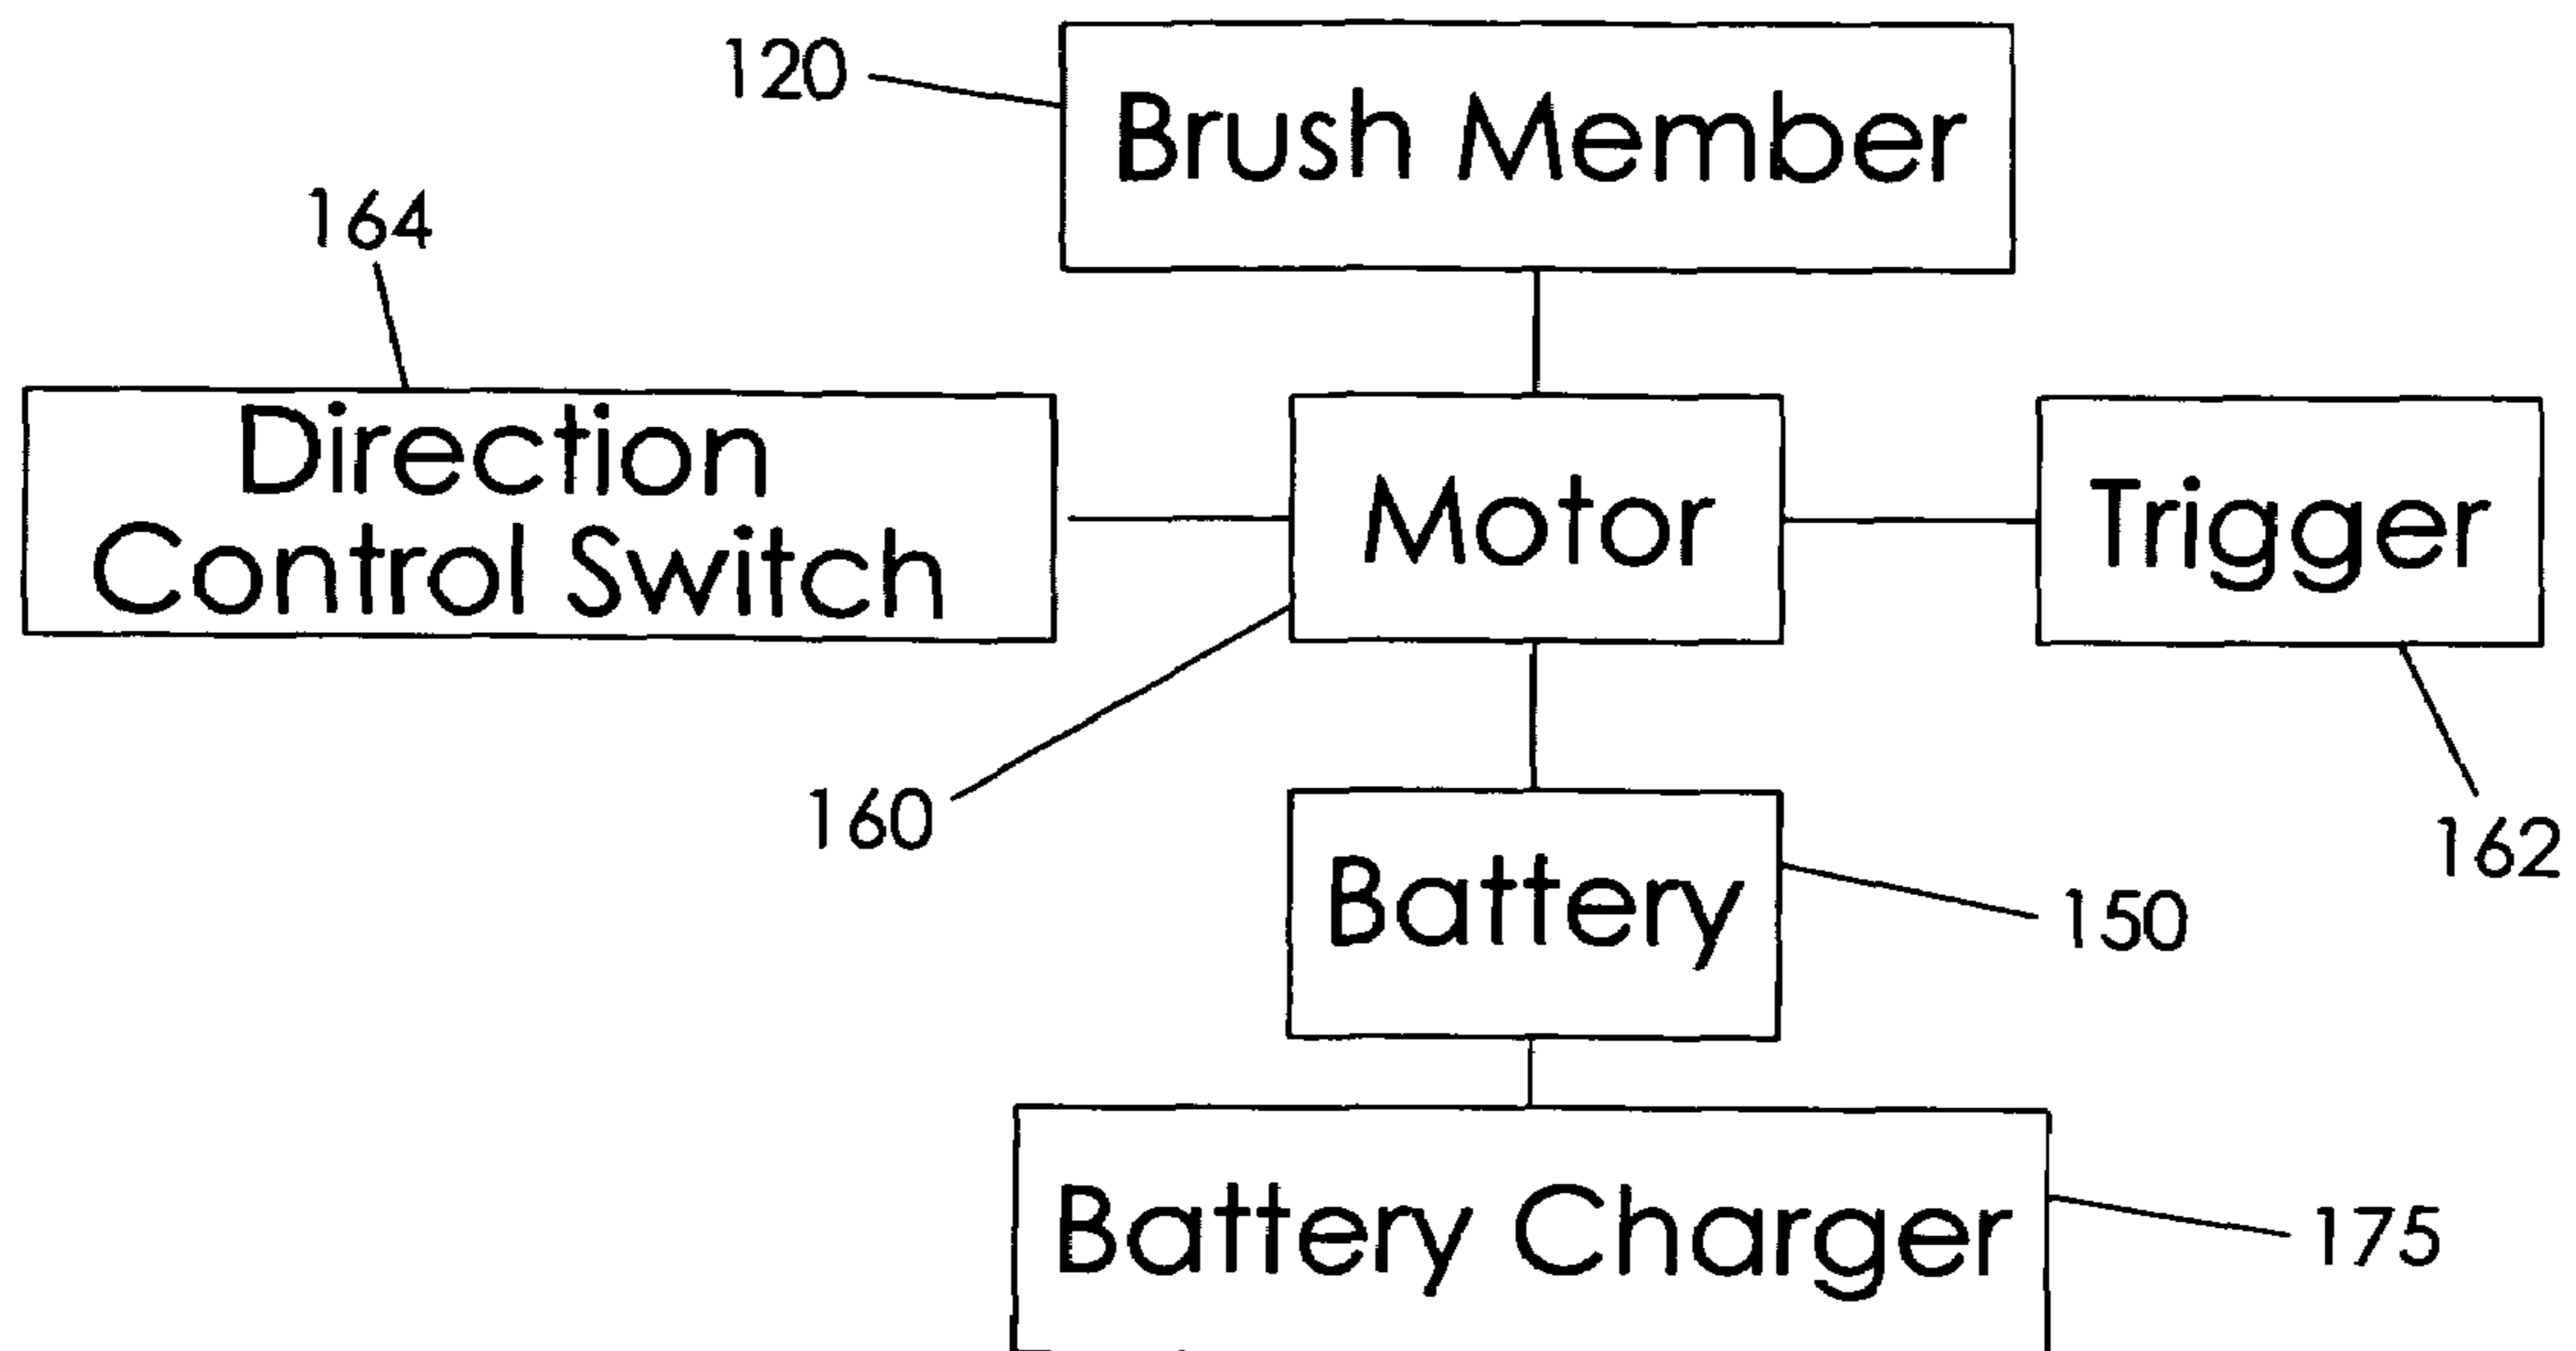 120
Brush Member
164
Direction
Control Switch
Motor
Trigger
160
162
Battery
150
Battery Charger
175